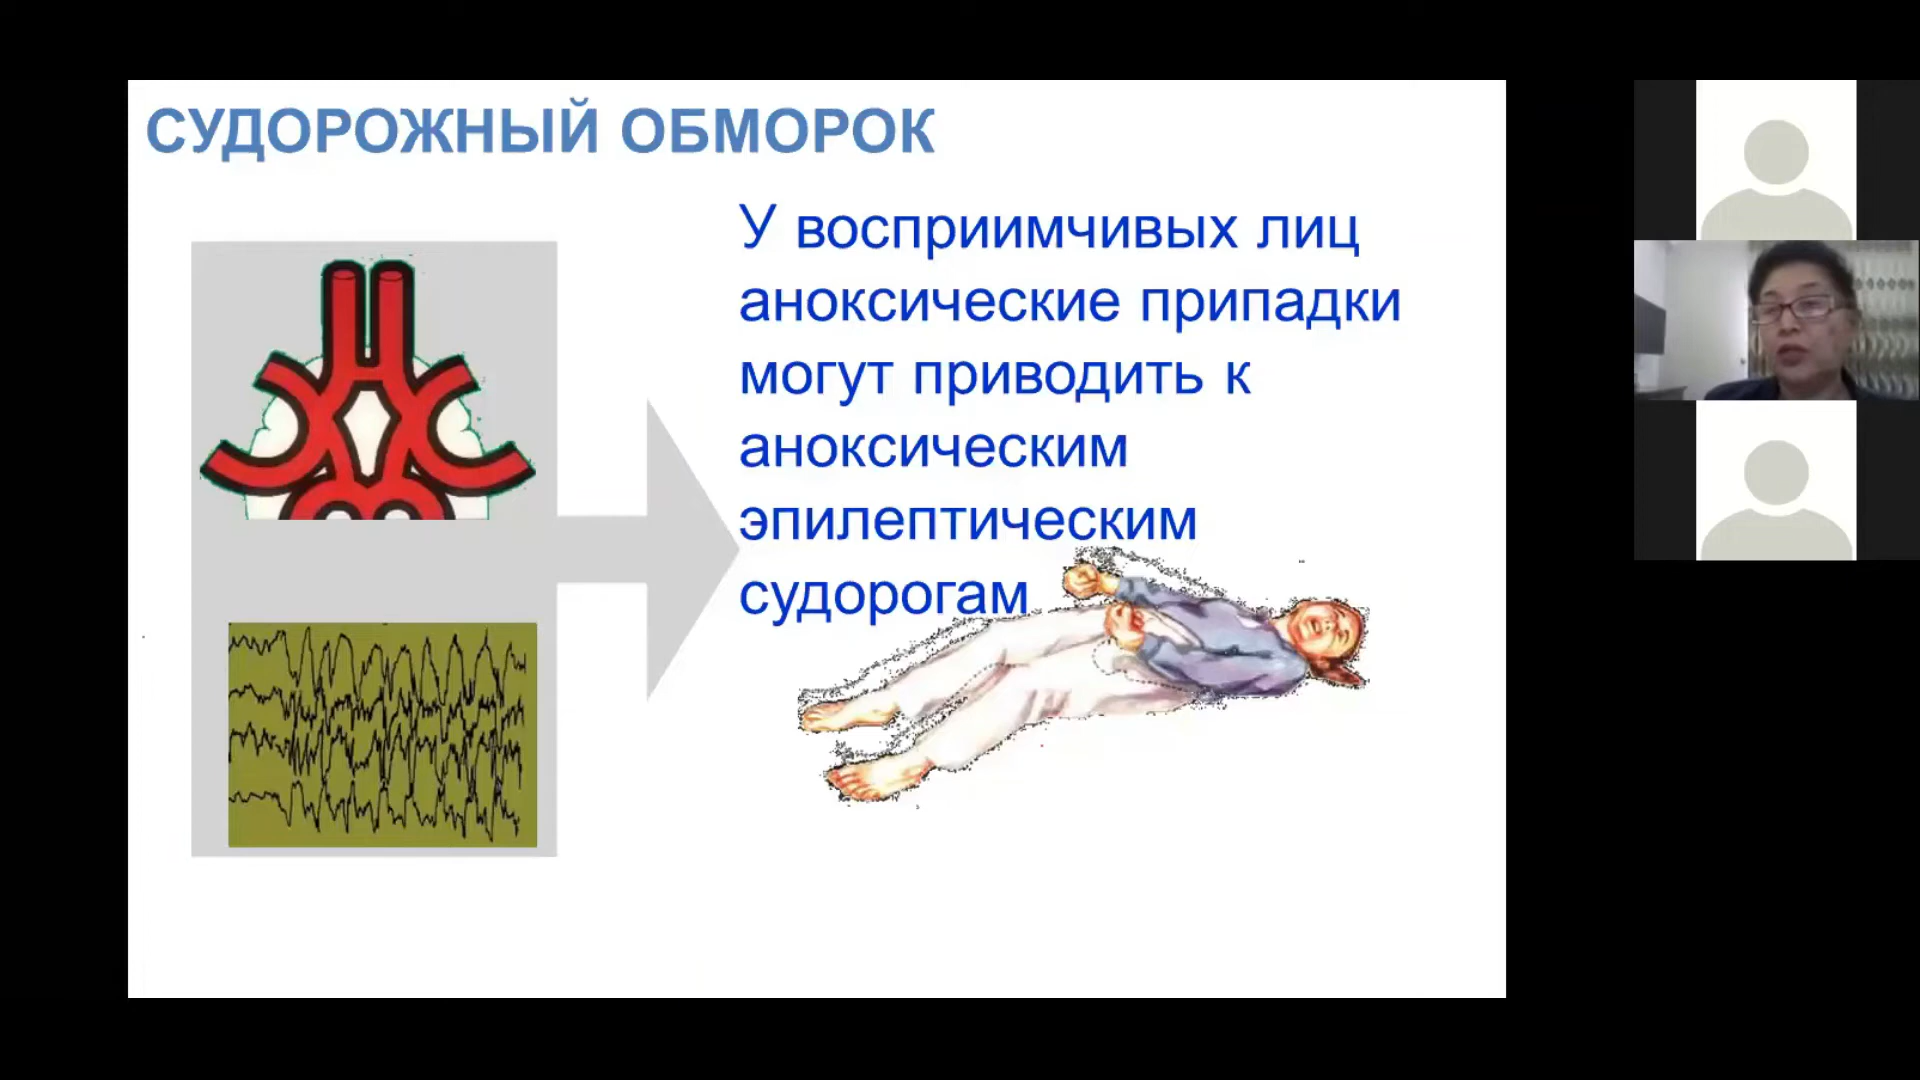 СУДОРОЖНЫЙ ОБМОРОК
У восприимчивых лиц
аноксические припадки
могут приводить к
аноксическим
эпилептическим
судорогам